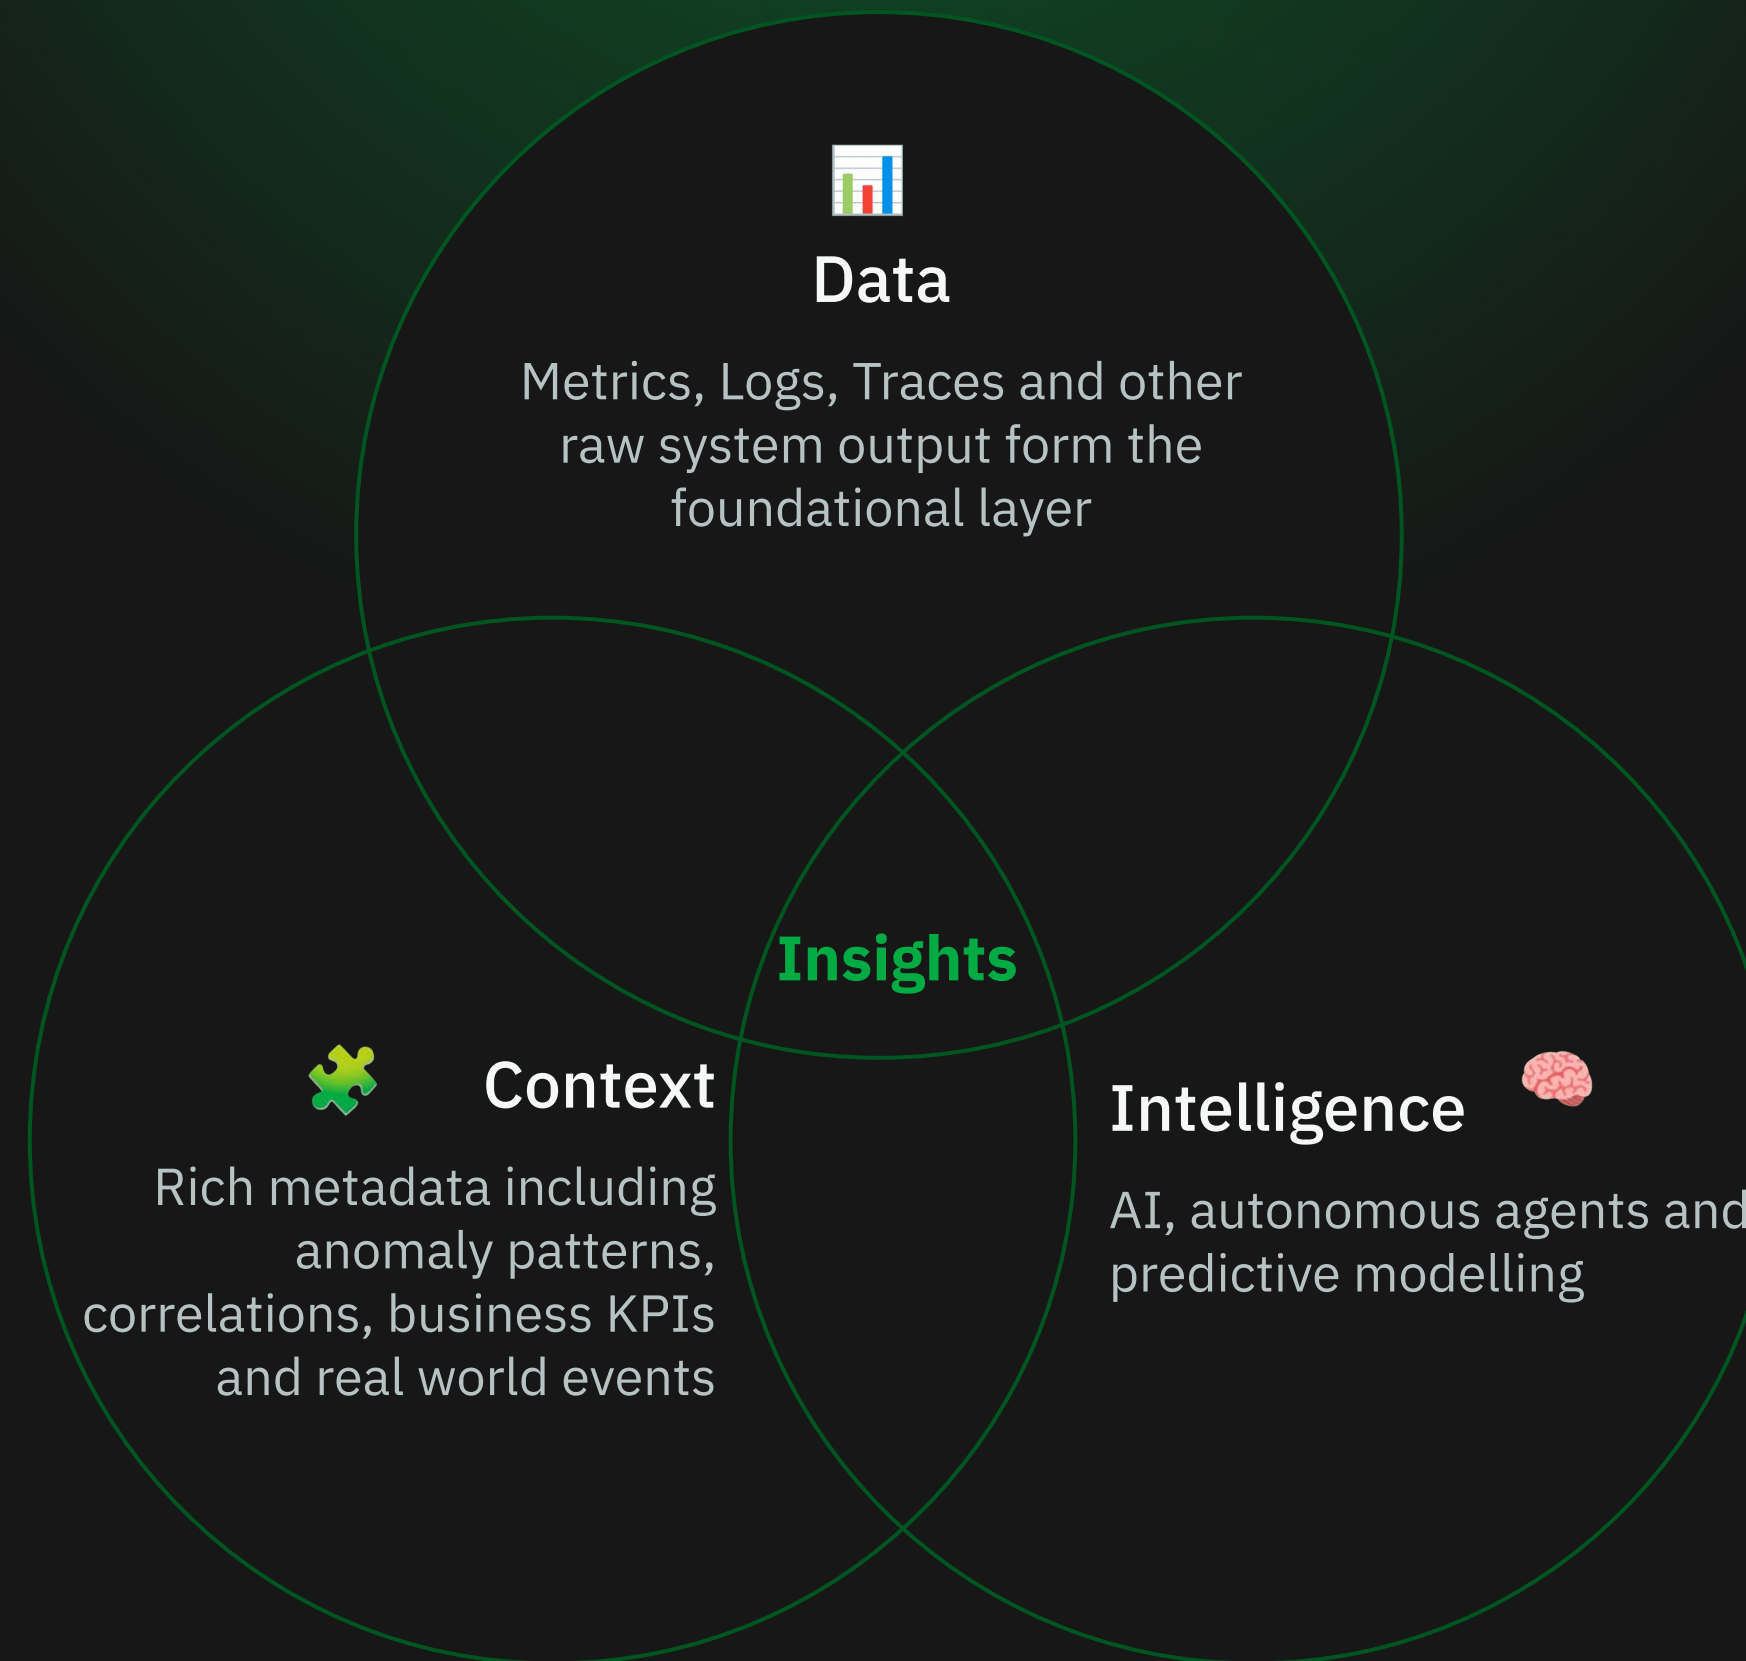 Data
Metrics, Logs, Traces and other
raw system output form the
foundational layer
Insights
Context
Rich metadata including
anomaly patterns,
correlations, business KPIs
and real world events
Intelligence
AI, autonomous agents and
predictive modelling